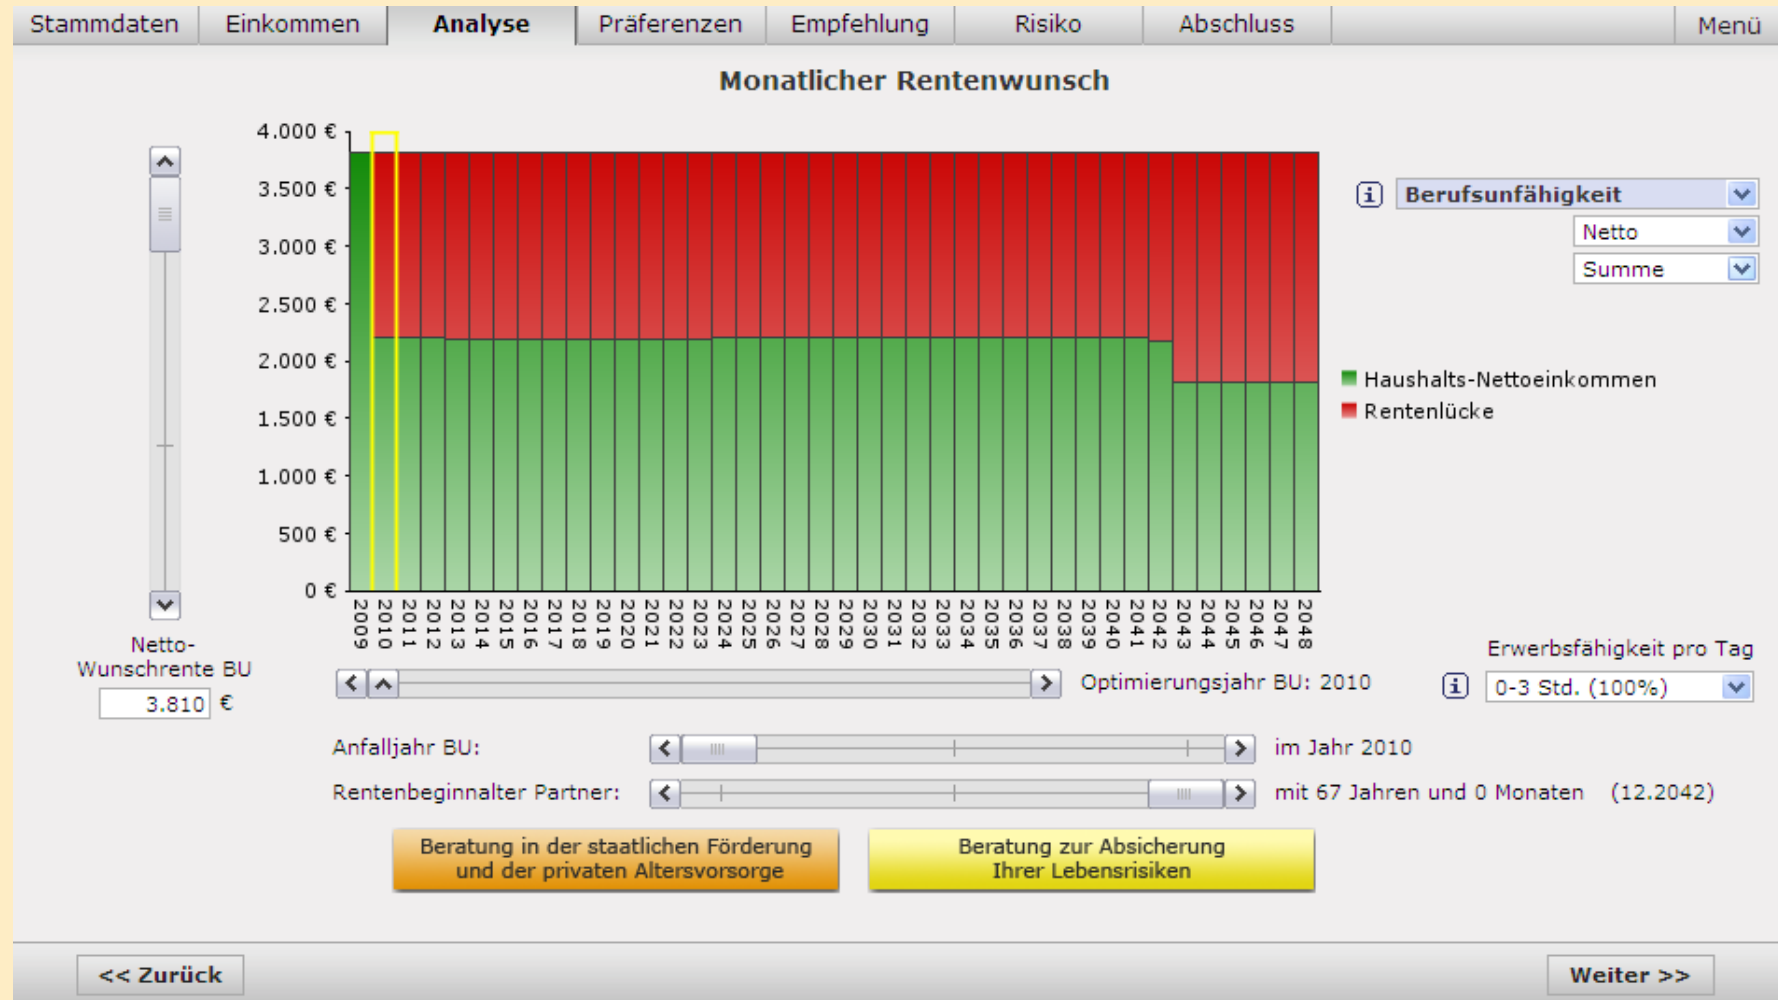 Stammdaten Einkommen Analyse Präferenzen Empfehlung Risiko Abschluss Menü
Monatlicher Rentenwunsch
4.000 €
3.500 €
3.000 €
2.500 €
2.000 €
1.500 €
1.000 €
500 €
0 €
2009 2010 2011 2012 2013 2014 2015 2016 2017 2018 2019 2020 2021 2022 2023 2024 2025 2026 2027 2028 2029 2030 2031 2032 2033 2034 2035 2036 2037 2038 2039 2040 2041 2042 2043 2044 2045 2046 2047 2048
i Berufsunfähigkeit
Netto
Summe
Haushalts-Nettoeinkommen
Rentenlücke
Netto-
Wunschrente BU
3.810 €
Optimierungsjahr BU: 2010
Erwerbsfähigkeit pro Tag
i 0-3 Std. (100%)
Anfalljahr BU: im Jahr 2010
Rentenbeginnalter Partner: mit 67 Jahren und 0 Monaten (12.2042)
Beratung in der staatlichen Förderung
und der privaten Altersvorsorge
Beratung zur Absicherung
Ihrer Lebensrisiken
<< Zurück Weiter >>